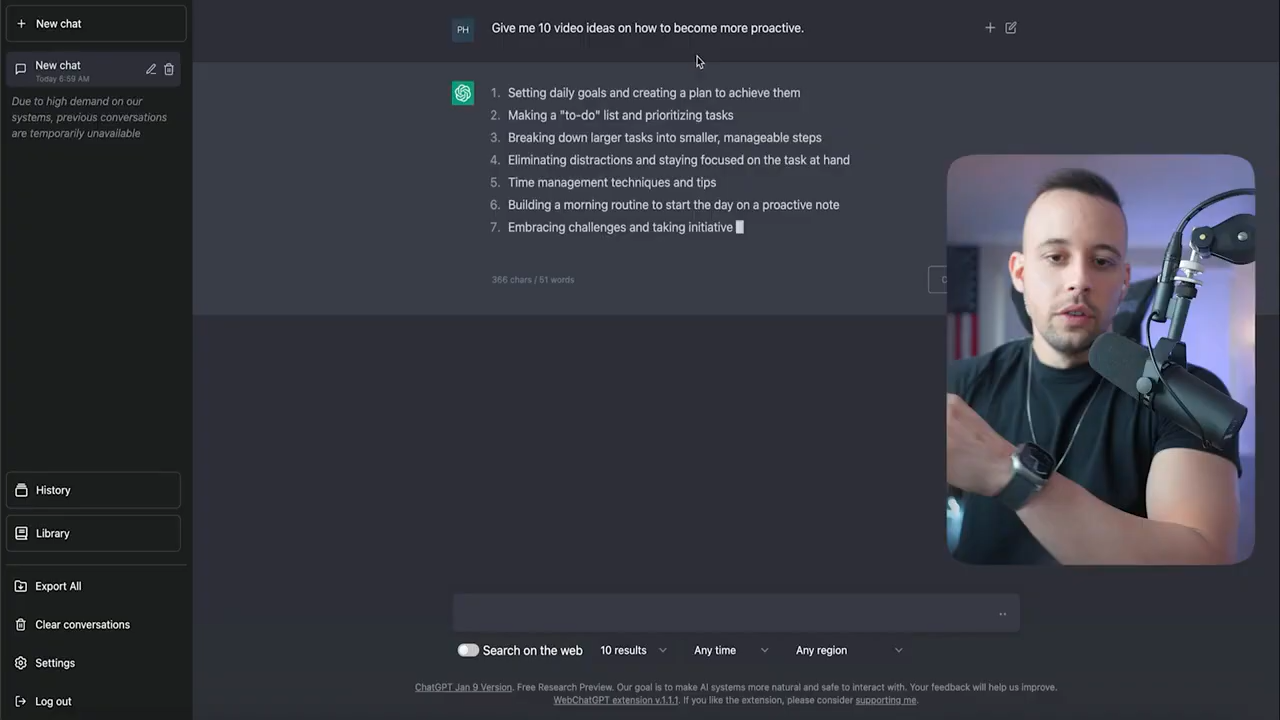 New chat
New chat
Today 6:59 AM
Due to high demand on our
systems, previous conversations
are temporarily unavailable
History
Library
Export All
Clear conversations
Settings
Log out
PH
Give me 10 video ideas on how to become more proactive.
1. Setting daily goals and creating a plan to achieve them
2. Making a "to-do" list and prioritizing tasks
3. Breaking down larger tasks into smaller, manageable steps
4. Eliminating distractions and staying focused on the task at hand
5. Time management techniques and tips
6. Building a morning routine to start the day on a proactive note
7. Embracing challenges and taking initiative
366 chars / 51 words
Search on the web
10 results
Any time
Any region
ChatGPT Jan 9 Version. Free Research Preview. Our goal is to make AI systems more natural and safe to interact with. Your feedback will help us improve.
WebChatGPT extension v.1.1.1. If you like the extension, please consider supporting me.